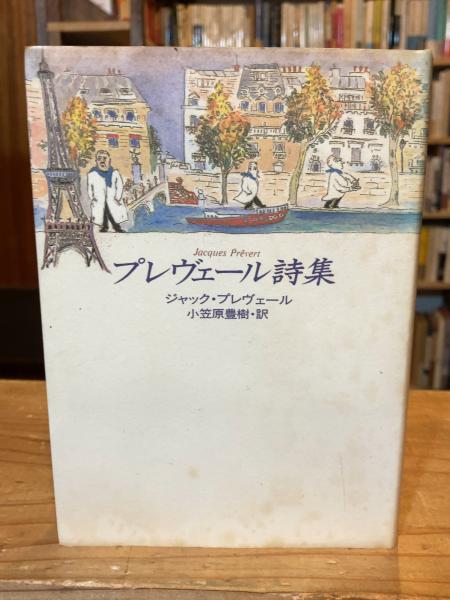 Jacques Prévert
プレヴェール詩集
ジャック・プレヴェール
小笠原豊樹・訳